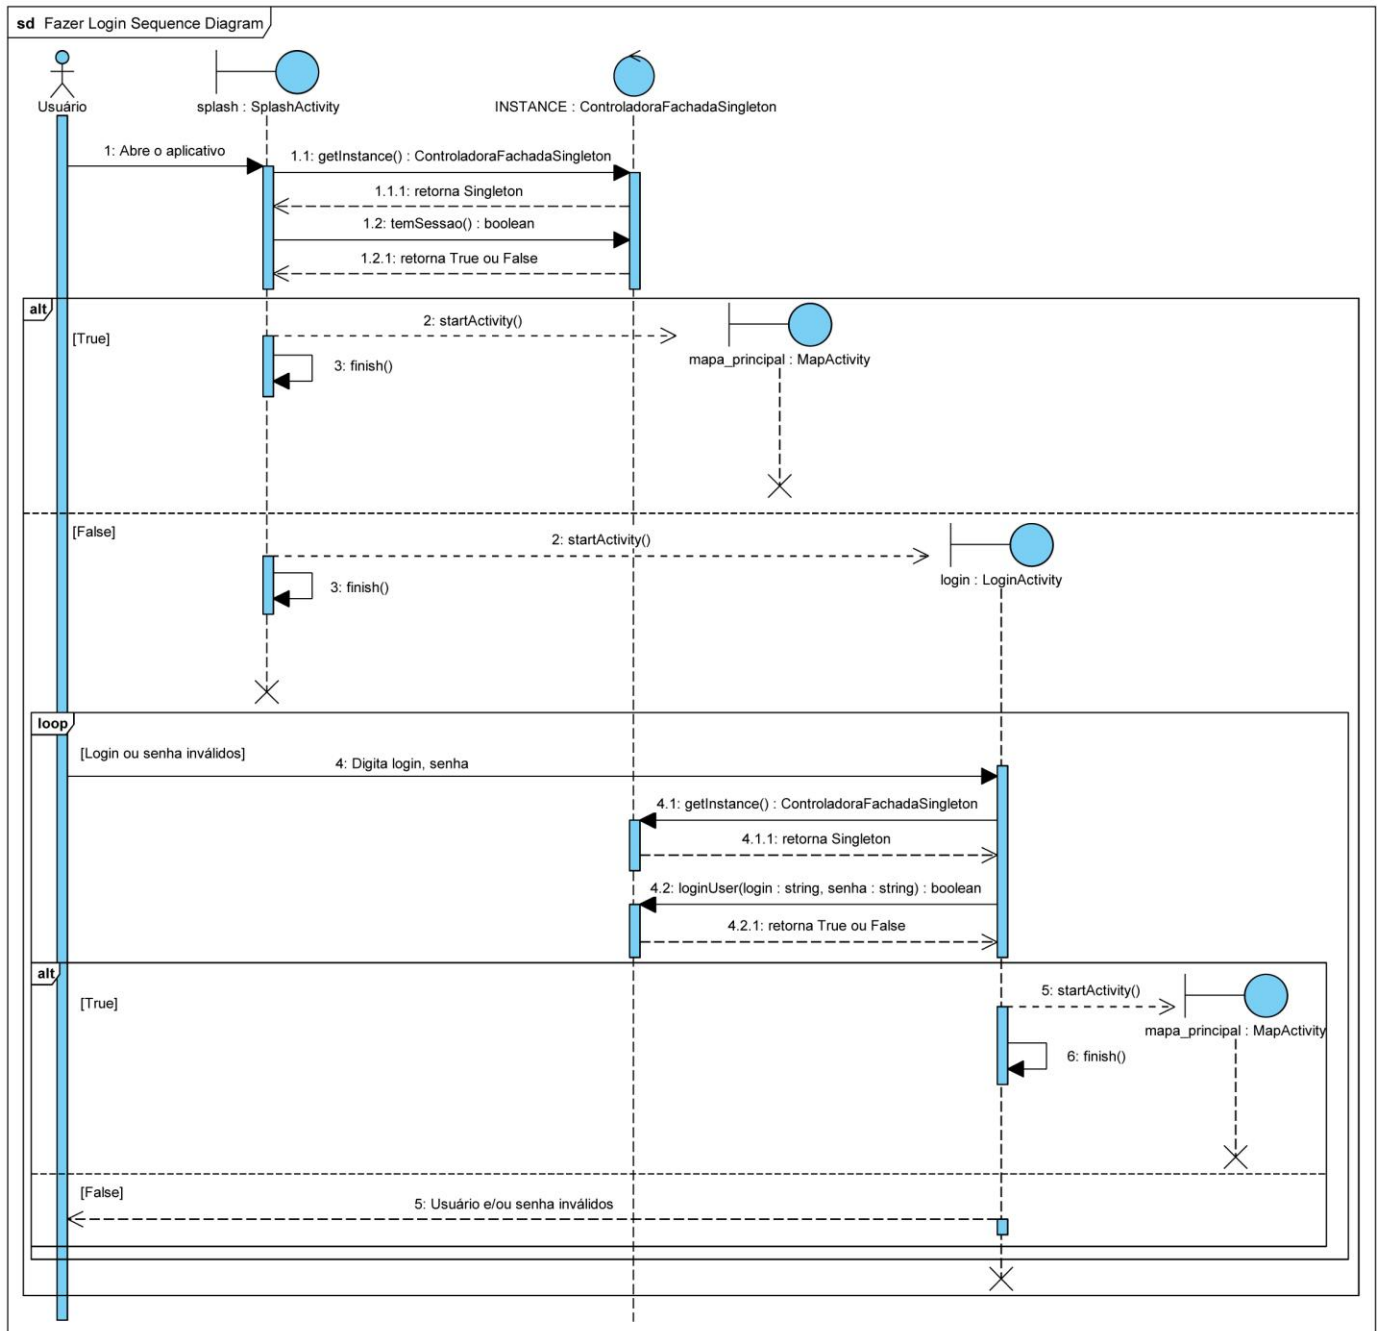 sd Fazer Login Sequence Diagram
Usuário
splash : SplashActivity
INSTANCE : ControladoraFachadaSingleton
1: Abre o aplicativo
1.1: getInstance() : ControladoraFachadaSingleton
1.1.1: retorna Singleton
1.2: temSessao() : boolean
1.2.1: retorna True ou False
alt
[True]
2: startActivity()
mapa_principal : MapActivity
3: finish()
[False]
2: startActivity()
login : LoginActivity
3: finish()
loop
[Login ou senha inválidos]
4: Digita login, senha
4.1: getInstance() : ControladoraFachadaSingleton
4.1.1: retorna Singleton
4.2: loginUser(login : string, senha : string) : boolean
4.2.1: retorna True ou False
alt
[True]
5: startActivity()
mapa_principal : MapActivity
6: finish()
[False]
5: Usuário e/ou senha inválidos